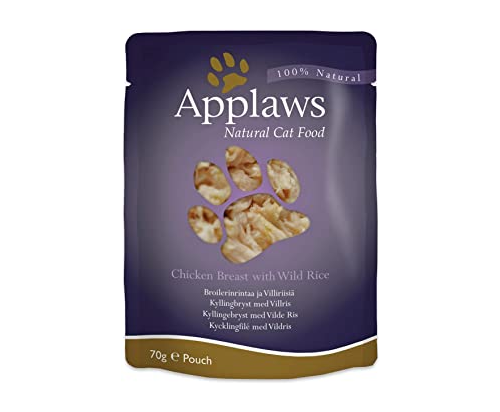 100% Natural
Applaws
Natural Cat Food
Chicken Breast with Wild Rice
Broilerinrintaa ja Villiriisiä
Kyllingbryst med Villris
Kyllingebryst med Vilde Ris
Kycklingfilé med Vildris
70g ℮ Pouch